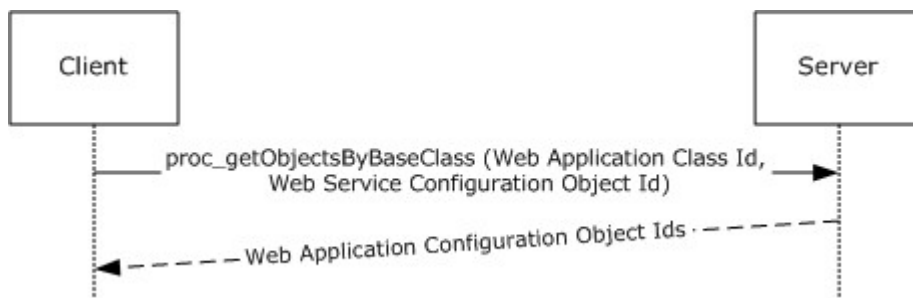 Client
Server
proc_getObjectsByBaseClass (Web Application Class Id,
Web Service Configuration Object Id)
Web Application Configuration Object Ids